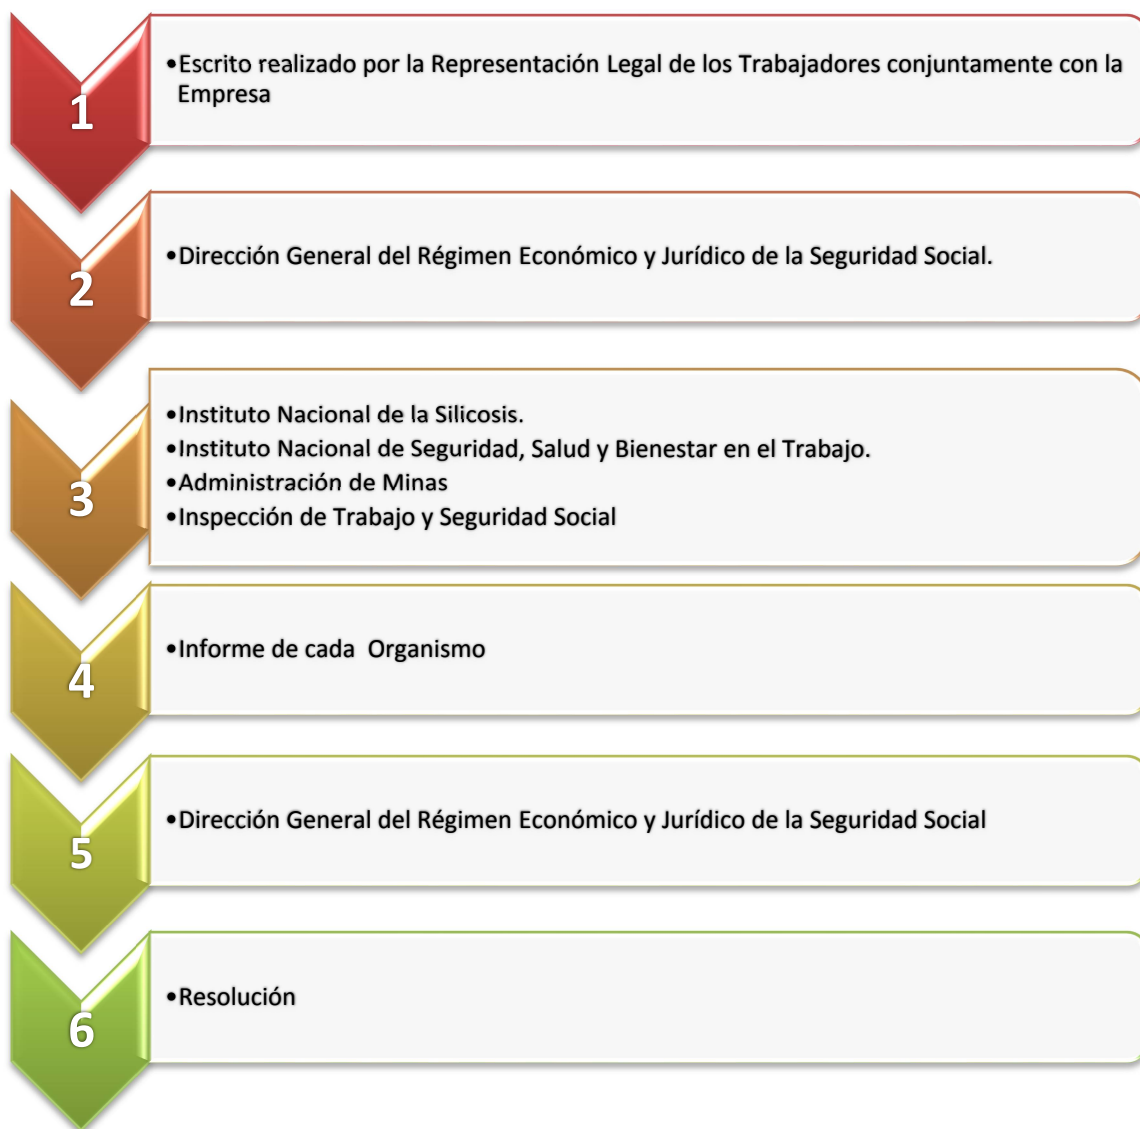 1
•Escrito realizado por la Representación Legal de los Trabajadores conjuntamente con la
Empresa
2
•Dirección General del Régimen Económico y Jurídico de la Seguridad Social.
3
•Instituto Nacional de la Silicosis.
•Instituto Nacional de Seguridad, Salud y Bienestar en el Trabajo.
•Administración de Minas
•Inspección de Trabajo y Seguridad Social
4
•Informe de cada  Organismo
5
•Dirección General del Régimen Económico y Jurídico de la Seguridad Social
6
•Resolución